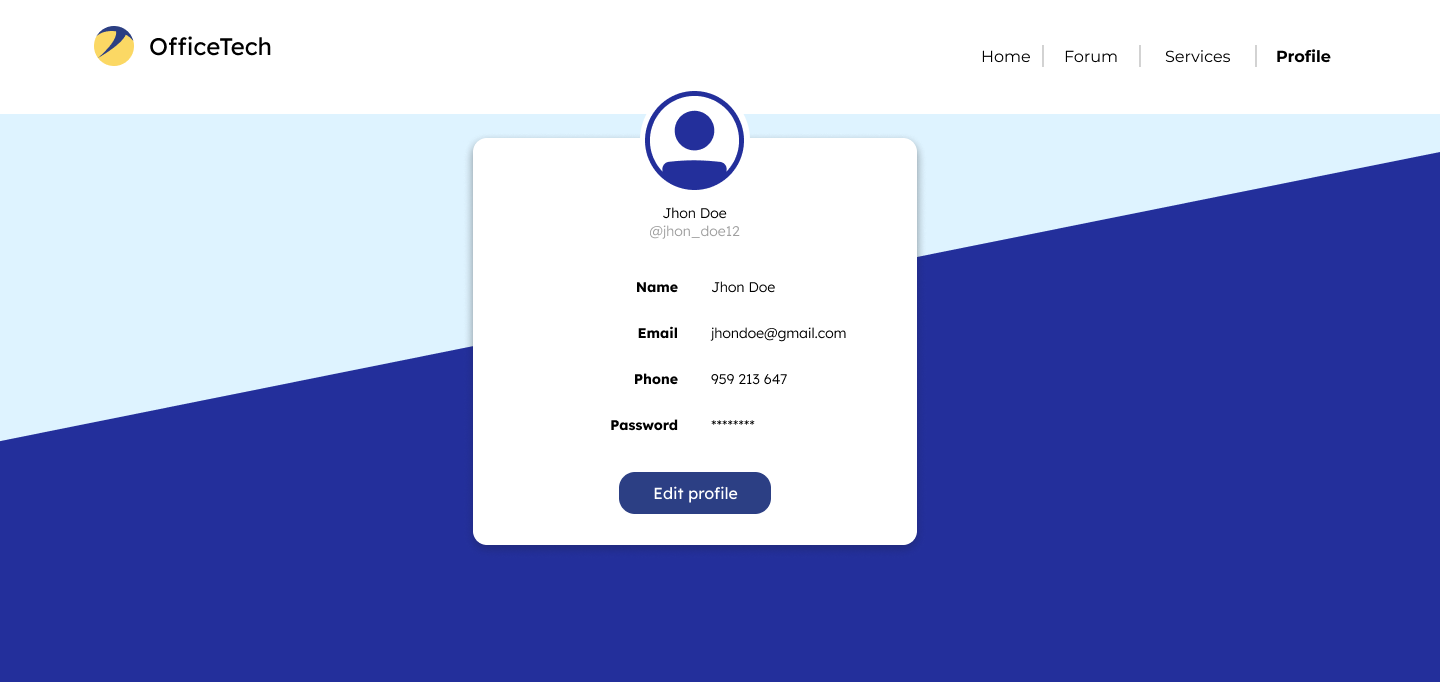 OfficeTech
Home Forum Services Profile
Jhon Doe
@jhon_doe12
Name Jhon Doe
Email jhondoe@gmail.com
Phone 959 213 647
Password ********
Edit profile